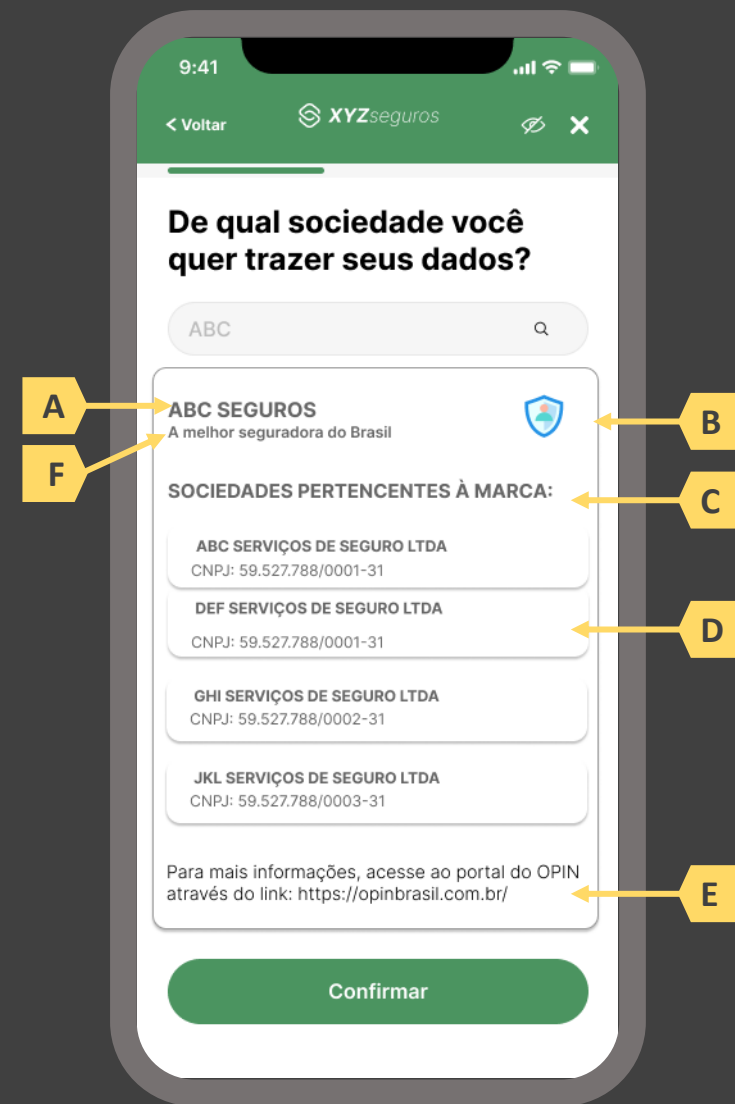 9:41
< Voltar
XYZseguros
De qual sociedade você
quer trazer seus dados?
ABC
A
ABC SEGUROS
B
F
A melhor seguradora do Brasil
SOCIEDADES PERTENCENTES À MARCA:
C
ABC SERVIÇOS DE SEGURO LTDA
CNPJ: 59.527.788/0001-31
DEF SERVIÇOS DE SEGURO LTDA
D
CNPJ: 59.527.788/0001-31
GHI SERVIÇOS DE SEGURO LTDA
CNPJ: 59.527.788/0002-31
JKL SERVIÇOS DE SEGURO LTDA
CNPJ: 59.527.788/0003-31
Para mais informações, acesse ao portal do OPIN
através do link: https://opinbrasil.com.br/
E
Confirmar